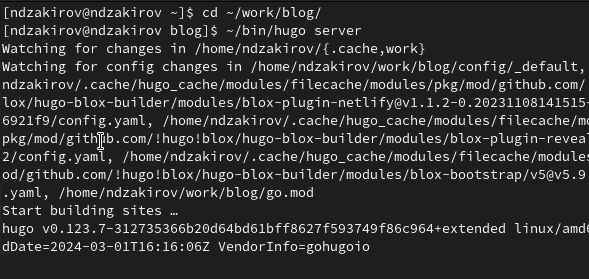 [ndzakirov@ndzakirov ~]$ cd ~/work/blog/
[ndzakirov@ndzakirov blog]$ ~/bin/hugo server
Watching for changes in /home/ndzakirov/{.cache,work}
Watching for config changes in /home/ndzakirov/work/blog/config/_default,
ndzakirov/.cache/hugo_cache/modules/filecache/modules/pkg/mod/github.com/
lox/hugo-blox-builder/modules/blox-plugin-netlify@v1.1.2-0.20231108141515-
6921f9/config.yaml, /home/ndzakirov/.cache/hugo_cache/modules/filecache/mo
pkg/mod/github.com/!hugo!blox/hugo-blox-builder/modules/blox-plugin-reveal
2/config.yaml, /home/ndzakirov/.cache/hugo_cache/modules/filecache/modules
od/github.com/!hugo!blox/hugo-blox-builder/modules/blox-bootstrap/v5@v5.9
.yaml, /home/ndzakirov/work/blog/go.mod
Start building sites …
hugo v0.123.7-312735366b20d64bd61bff8627f593749f86c964+extended linux/amd6
dDate=2024-03-01T16:16:06Z VendorInfo=gohugoio